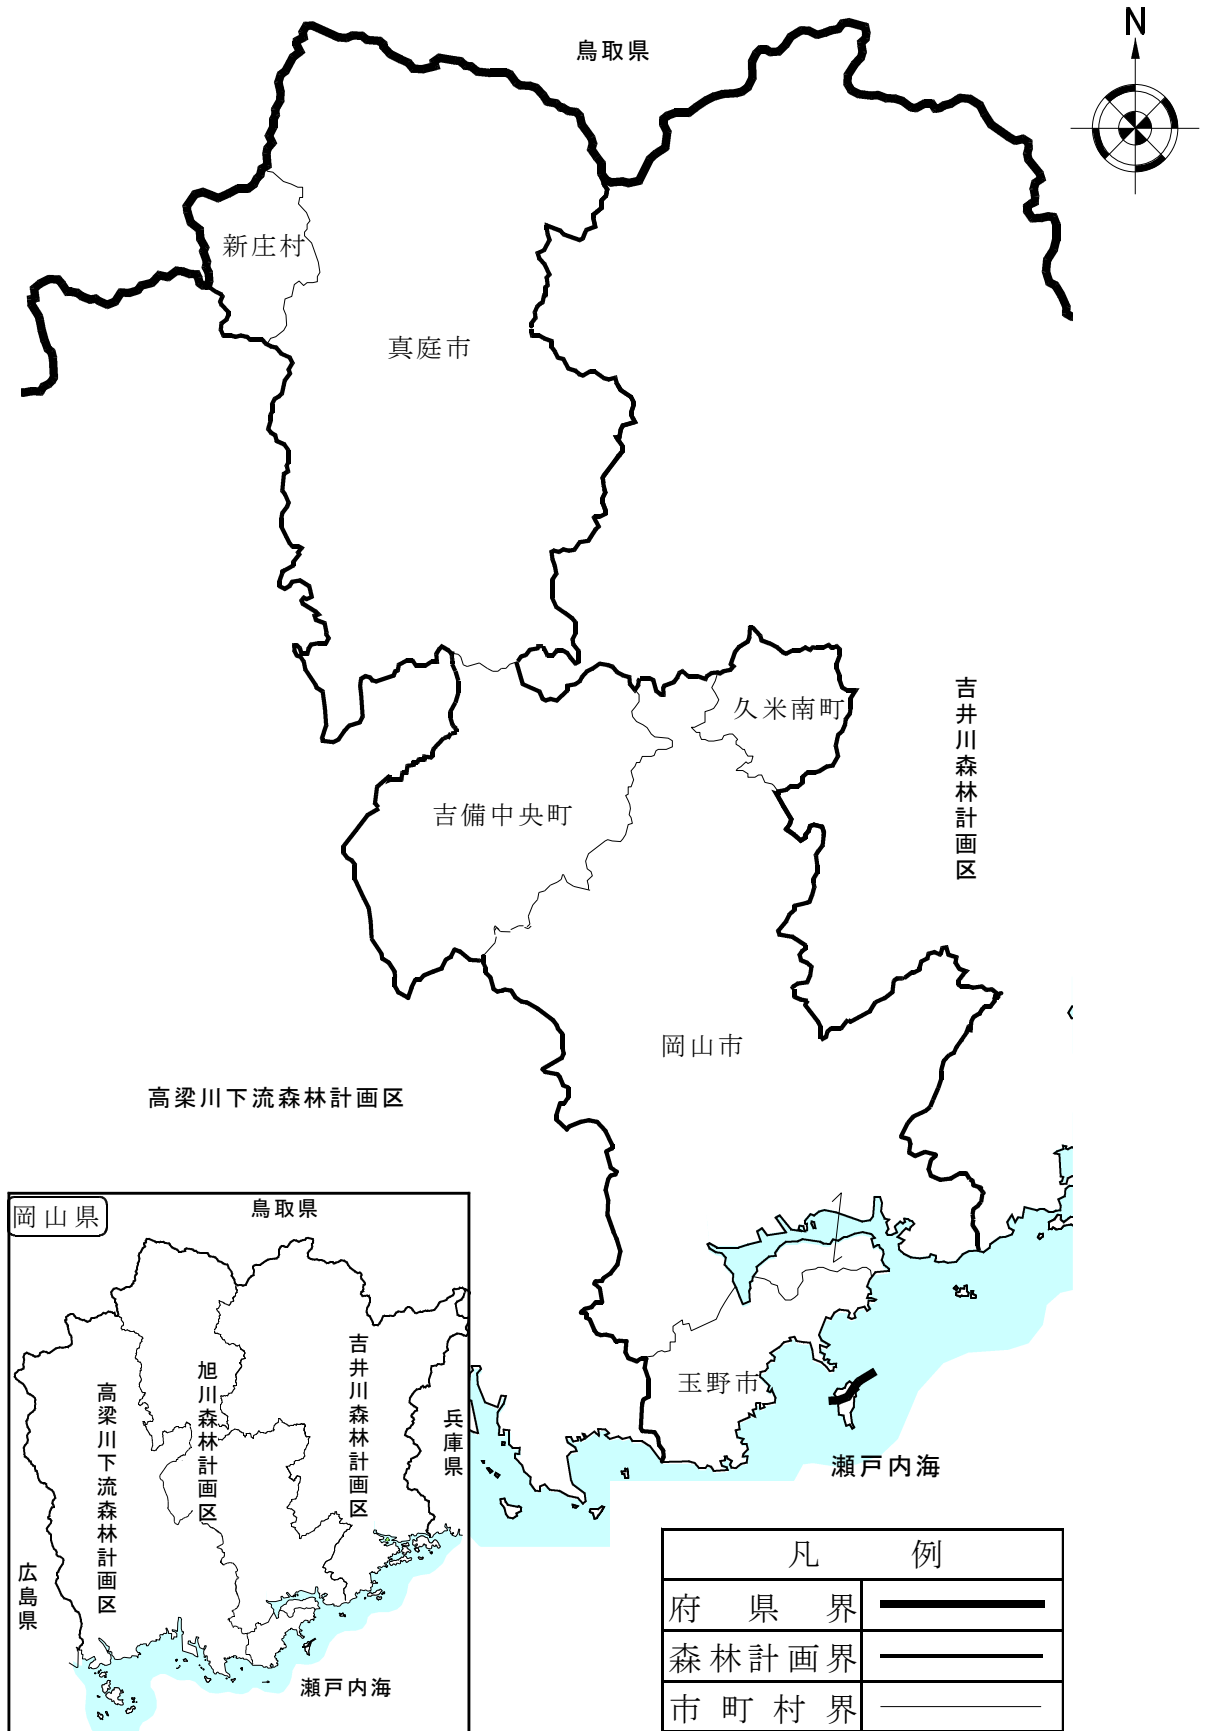 N
鳥取県
新庄村
真庭市
久米南町
吉井川森林計画区
吉備中央町
岡山市
高梁川下流森林計画区
玉野市
瀬戸内海
岡山県
鳥取県
吉井川森林計画区
旭川森林計画区
高梁川下流森林計画区
兵庫県
広島県
瀬戸内海
凡 例
府県界
森林計画界
市町村界